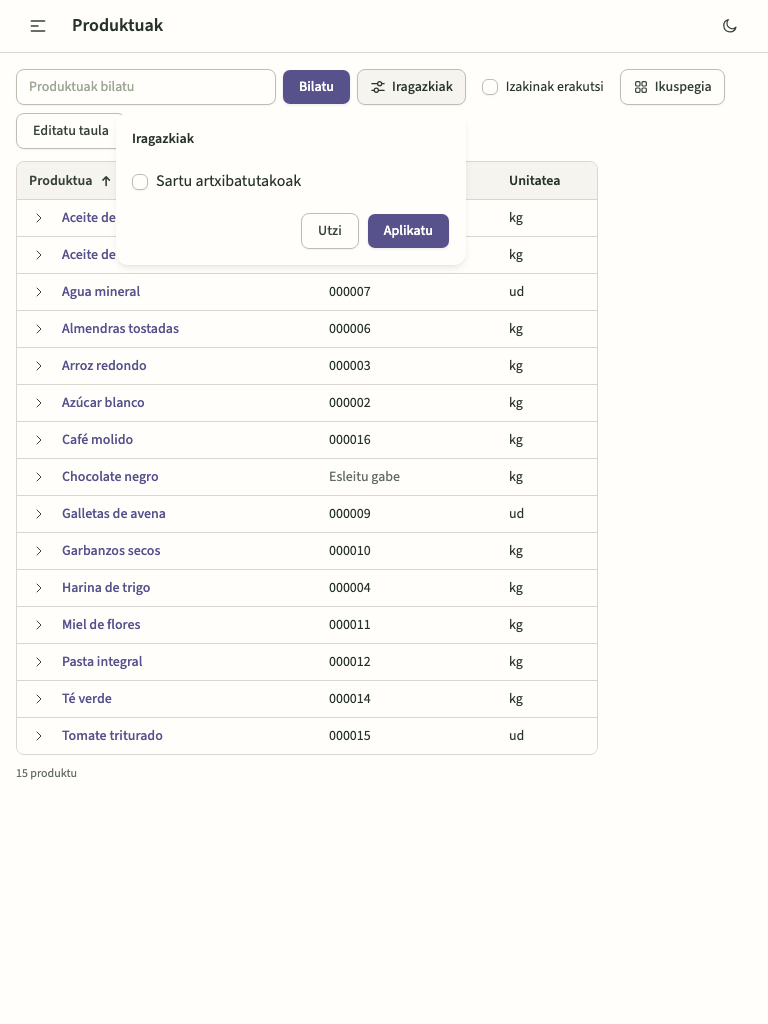 Produktuak
Produktuak bilatu
Bilatu
Iragazkiak
Izakinak erakutsi
Ikuspegia
Editatu taula
Iragazkiak
Sartu artxibatutakoak
Utzi
Aplikatu
Produktua
Unitatea
Aceite de
kg
Aceite de
kg
Agua mineral 000007 ud
Almendras tostadas 000006 kg
Arroz redondo 000003 kg
Azúcar blanco 000002 kg
Café molido 000016 kg
Chocolate negro Esleitu gabe kg
Galletas de avena 000009 ud
Garbanzos secos 000010 kg
Harina de trigo 000004 kg
Miel de flores 000011 kg
Pasta integral 000012 kg
Té verde 000014 kg
Tomate triturado 000015 ud
15 produktu